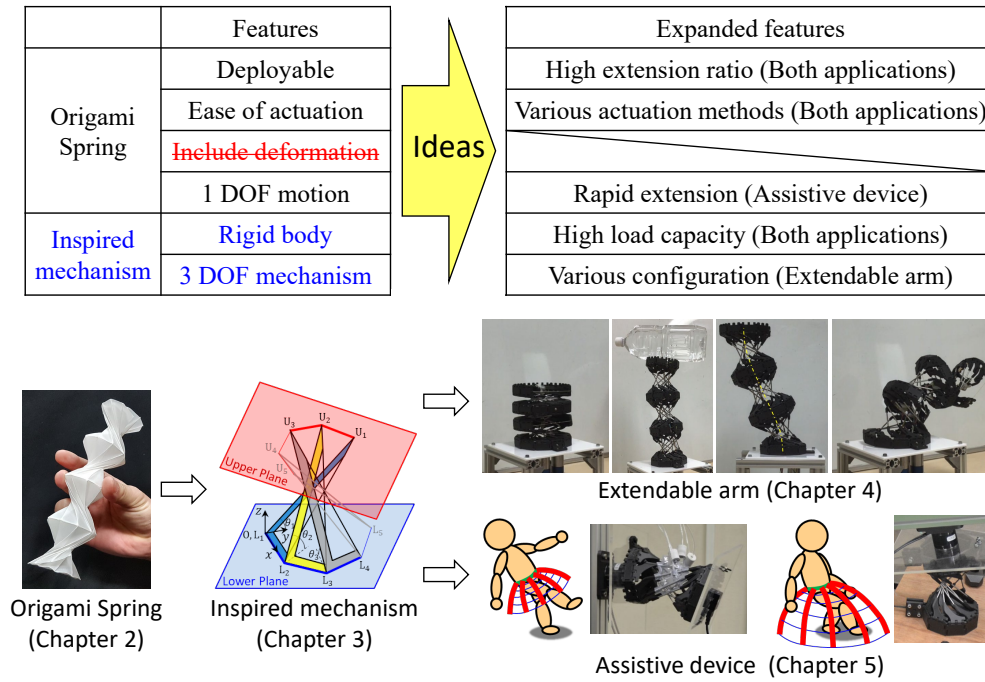 Features
Origami
Spring
Deployable
Ease of actuation
Include deformation
1 DOF motion
Inspired
mechanism
Rigid body
3 DOF mechanism
Ideas
Expanded features
High extension ratio (Both applications)
Various actuation methods (Both applications)
Rapid extension (Assistive device)
High load capacity (Both applications)
Various configuration (Extendable arm)
Origami Spring
(Chapter 2)
U₃ U₂ U₁
U₄
U₅
Upper Plane
z
y
x
O, L₁
θ₂
θ₃
L₅
L₄
L₂
L₃
Lower Plane
Inspired mechanism
(Chapter 3)
Extendable arm (Chapter 4)
Assistive device (Chapter 5)